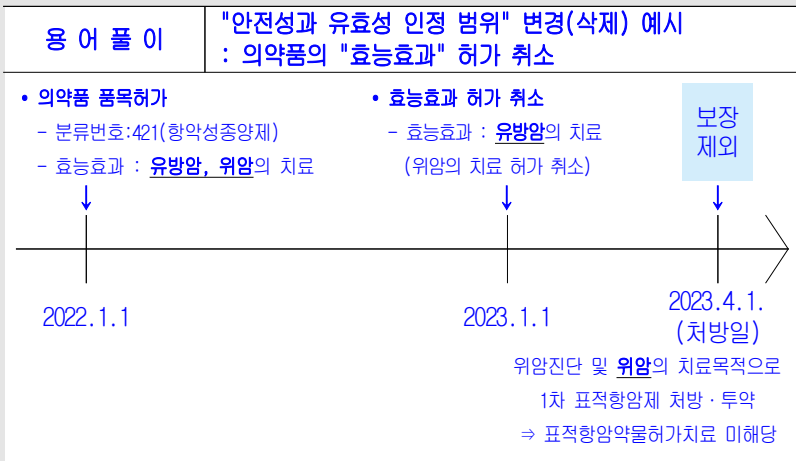 용 어 풀 이
"안전성과 유효성 인정 범위" 변경(삭제) 예시
: 의약품의 "효능효과" 허가 취소
• 의약품 품목허가
- 분류번호:421(항악성종양제)
- 효능효과 : 유방암, 위암의 치료
• 효능효과 허가 취소
- 효능효과 : 유방암의 치료
(위암의 치료 허가 취소)
보장
제외
2022.1.1
2023.1.1
2023.4.1.
(처방일)
위암진단 및 위암의 치료목적으로
1차 표적항암제 처방·투약
⇒ 표적항암약물허가치료 미해당